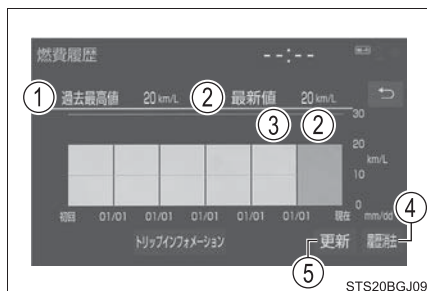 燃費履歴 --:--
① 過去最高値 20 km/L ② 最新値 20 km/L
③ ②
30
20
km/L
10
0
初回 01/01 01/01 01/01 01/01 01/01 現在 mm/dd
④
トリップインフォメーション 更新 履歴消去
⑤
STS20BGJ09